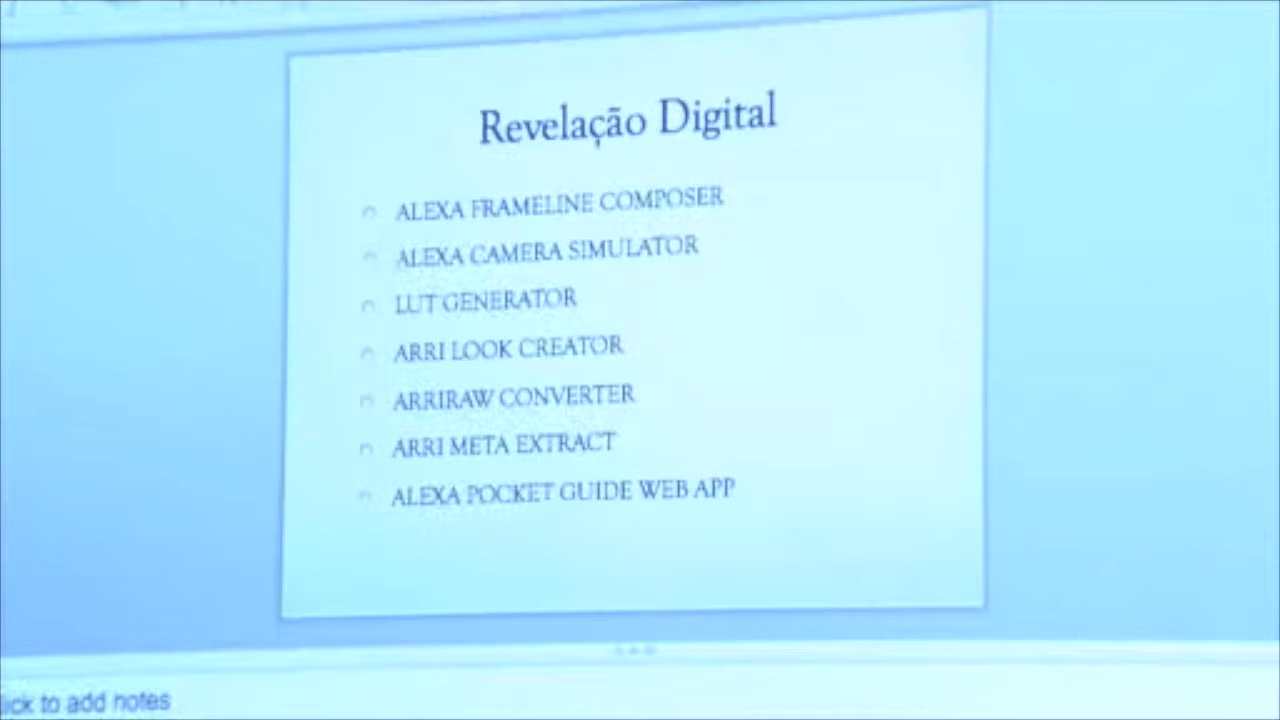 Revelação Digital
ALEXA FRAMELINE COMPOSER
ALEXA CAMERA SIMULATOR
LUT GENERATOR
ARRI LOOK CREATOR
ARRIRAW CONVERTER
ARRI META EXTRACT
ALEXA POCKET GUIDE WEB APP
to add notes